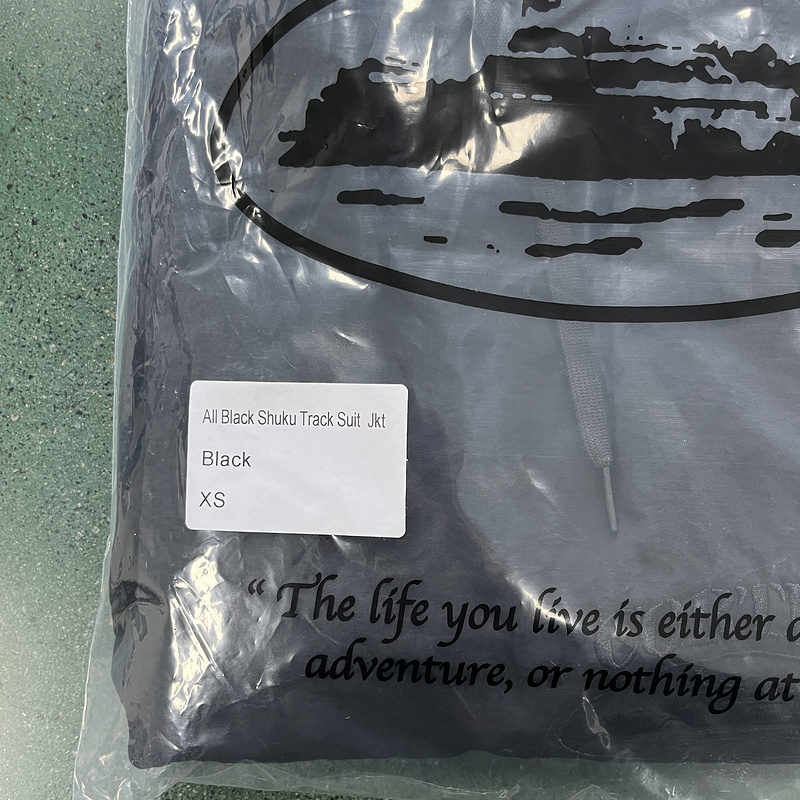 All Black Shuku Track Suit Jkt
Black
XS
“ The life you live is either a
adventure, or nothing at